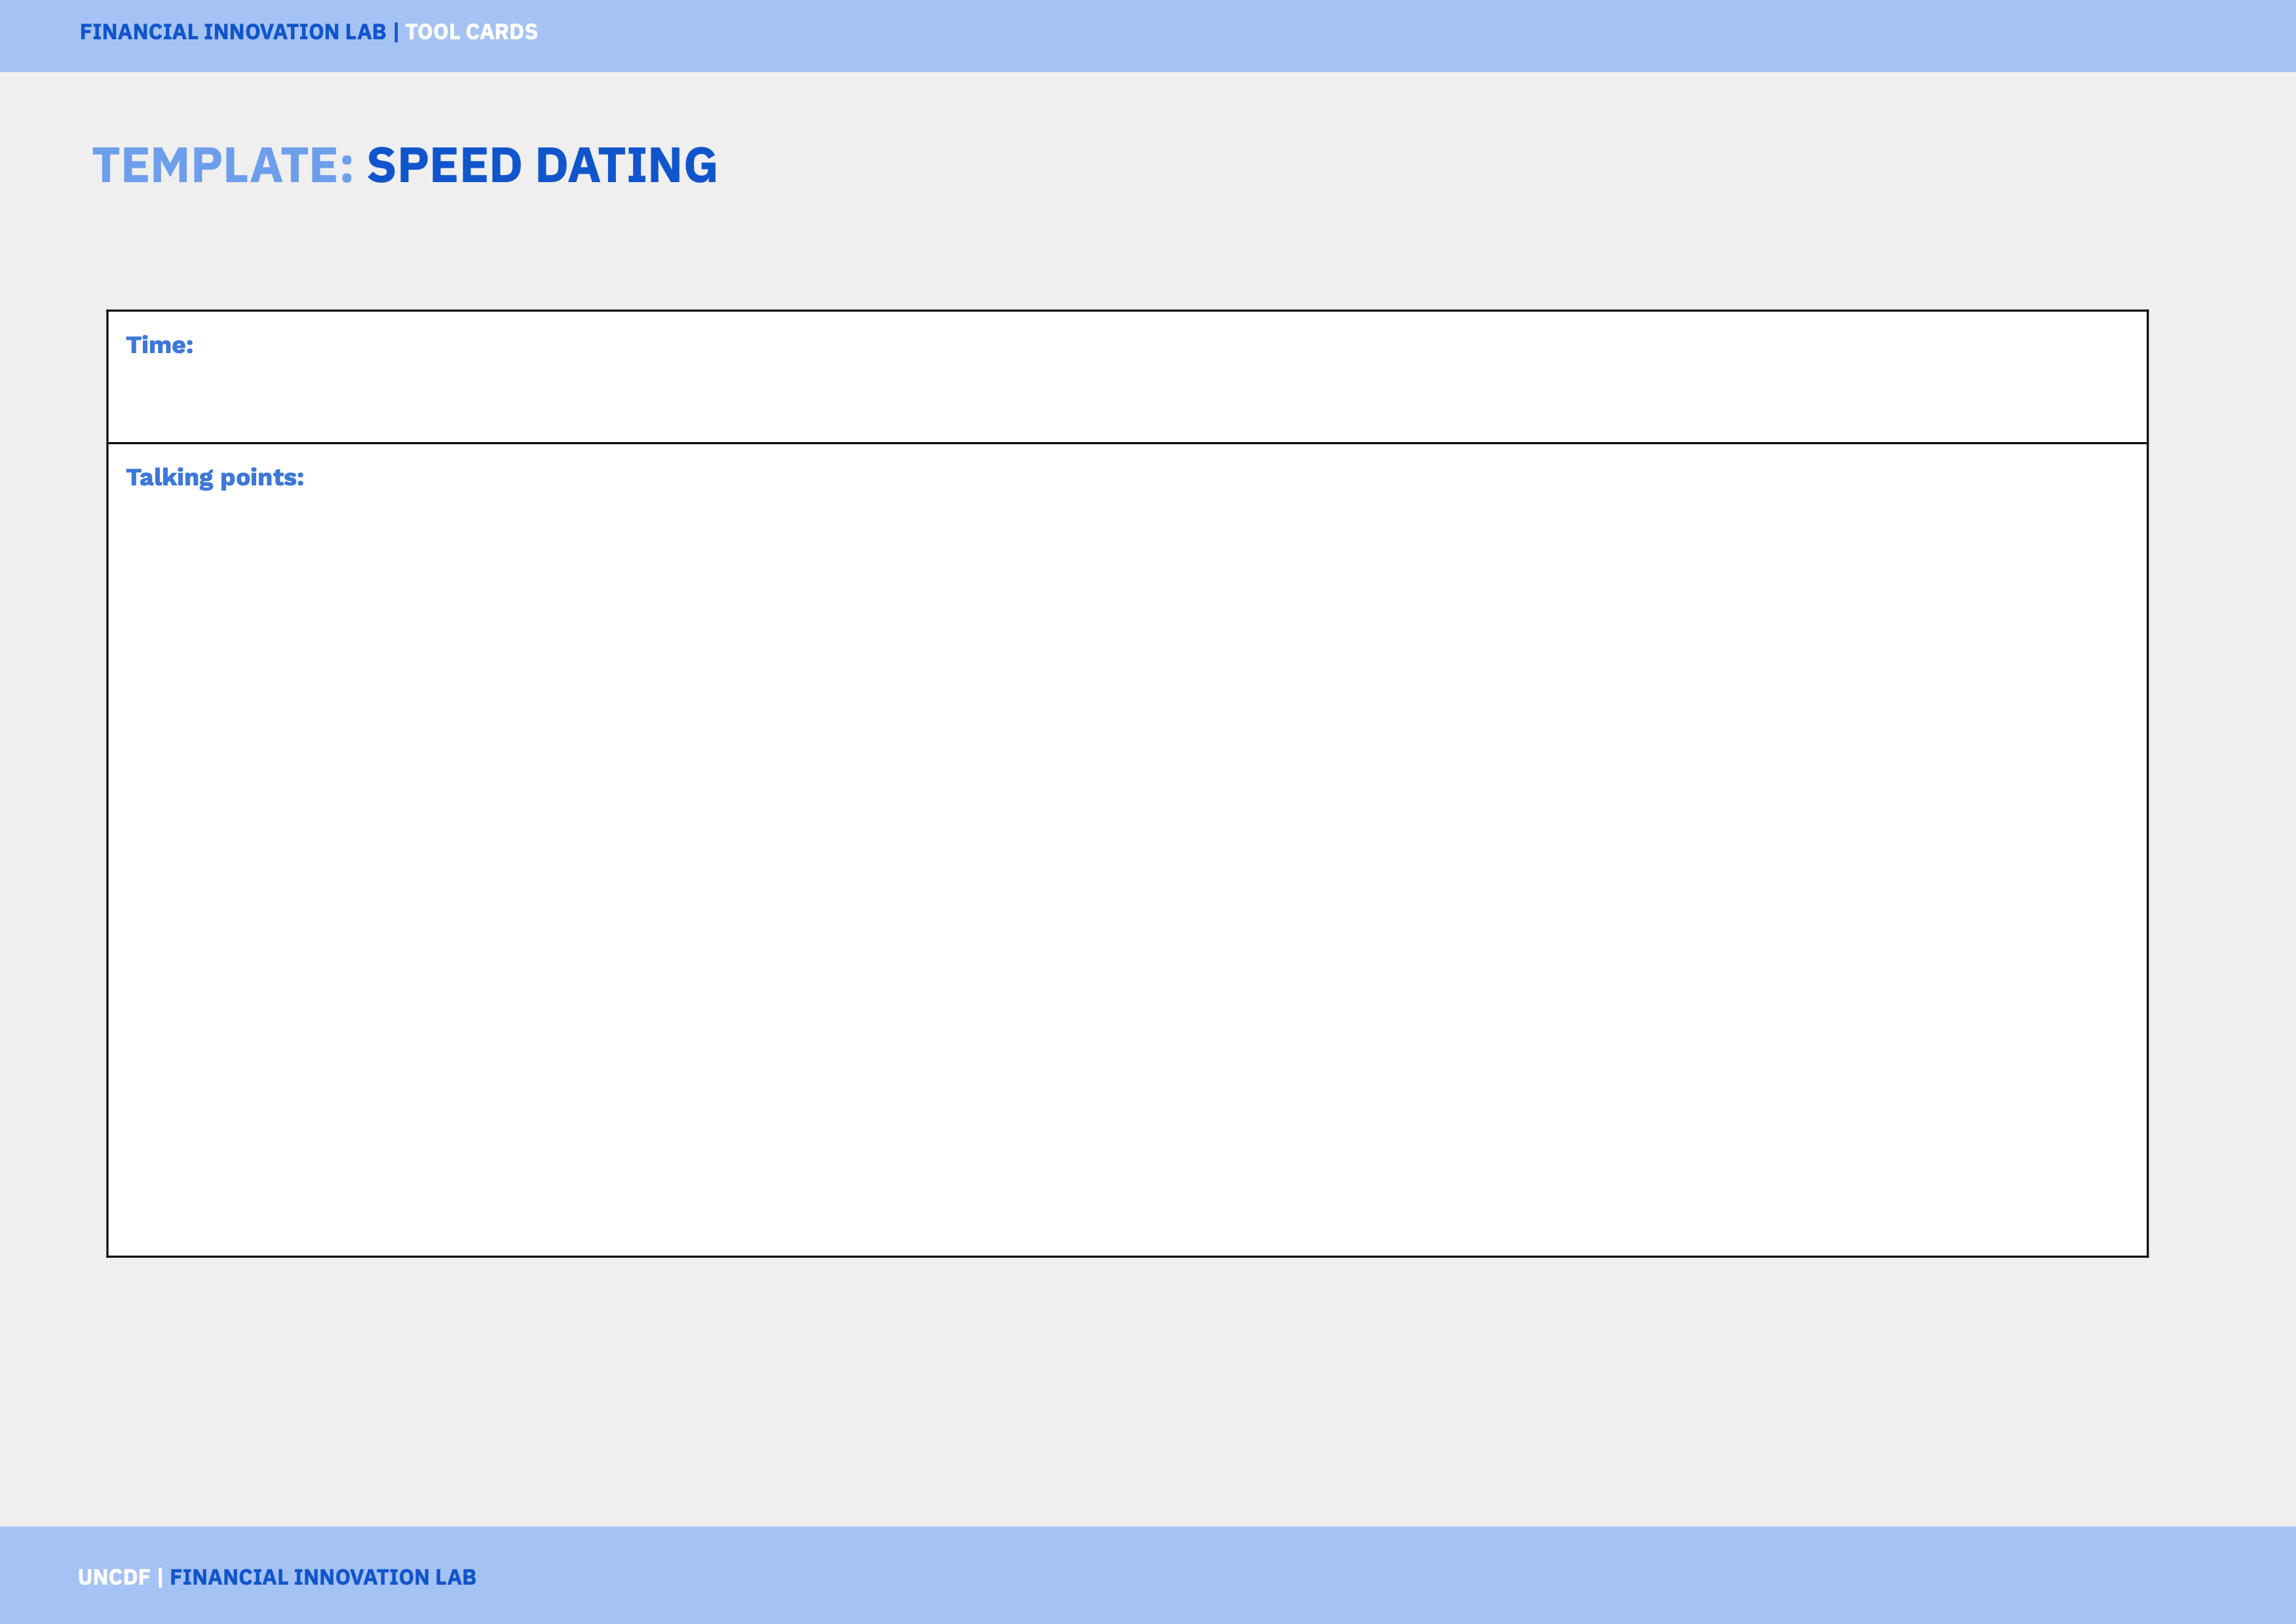 FINANCIAL INNOVATION LAB | TOOL CARDS
TEMPLATE: SPEED DATING
Time:
Talking points:
UNCDF | FINANCIAL INNOVATION LAB